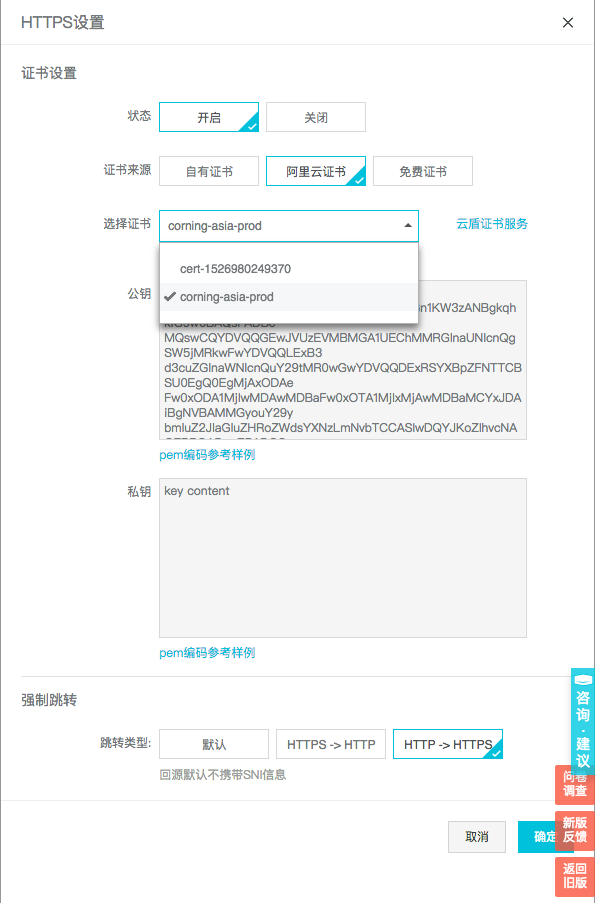 HTTPS设置
证书设置
状态 开启 关闭
证书来源 自有证书 阿里云证书 免费证书
选择证书 corning-asia-prod 云盾证书服务
cert-1526980249370
corning-asia-prod
公钥
n1KW3zANBgkqh
MQswCQYDVQQGEwJVUzEVMBMGA1UEChMMRGlnaUNlcnQg
SW5jMRkwFwYDVQQLExB3
d3cuZGlnaWNlcnQuY29tMR0wGwYDVQQDExRSYXBpZFNTTCB
SU0EgQ0EgMjAxODAe
Fw0xODA1MjIwMDAwMDBaFw0xOTA1MjIxMjAwMDBaMCYxJDA
iBgNVBAMMGyouY29y
bmluZ2JlaGluZHRoZWdsYXNzLmNvbTCCASIwDQYJKoZIhvcNA
pem编码参考样例
私钥 key content
pem编码参考样例
强制跳转
跳转类型: 默认 HTTPS -> HTTP HTTP -> HTTPS
回源默认不携带SNI信息
取消 确定
咨询·建议
问卷
调查
新版
反馈
返回
旧版